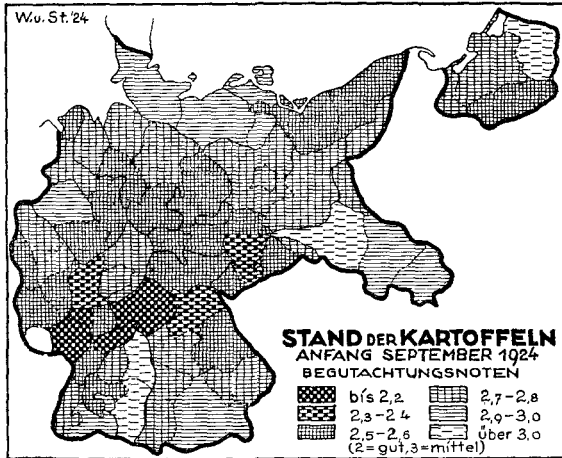 W.u.St.'24
STAND DER KARTOFFELN
ANFANG SEPTEMBER 1924
BEGUTACHTUNGSNOTEN
bis 2,2
2,3-2,4
2,5-2,6
2,7-2,8
2,9-3,0
über 3,0
(2=gut, 3=mittel)